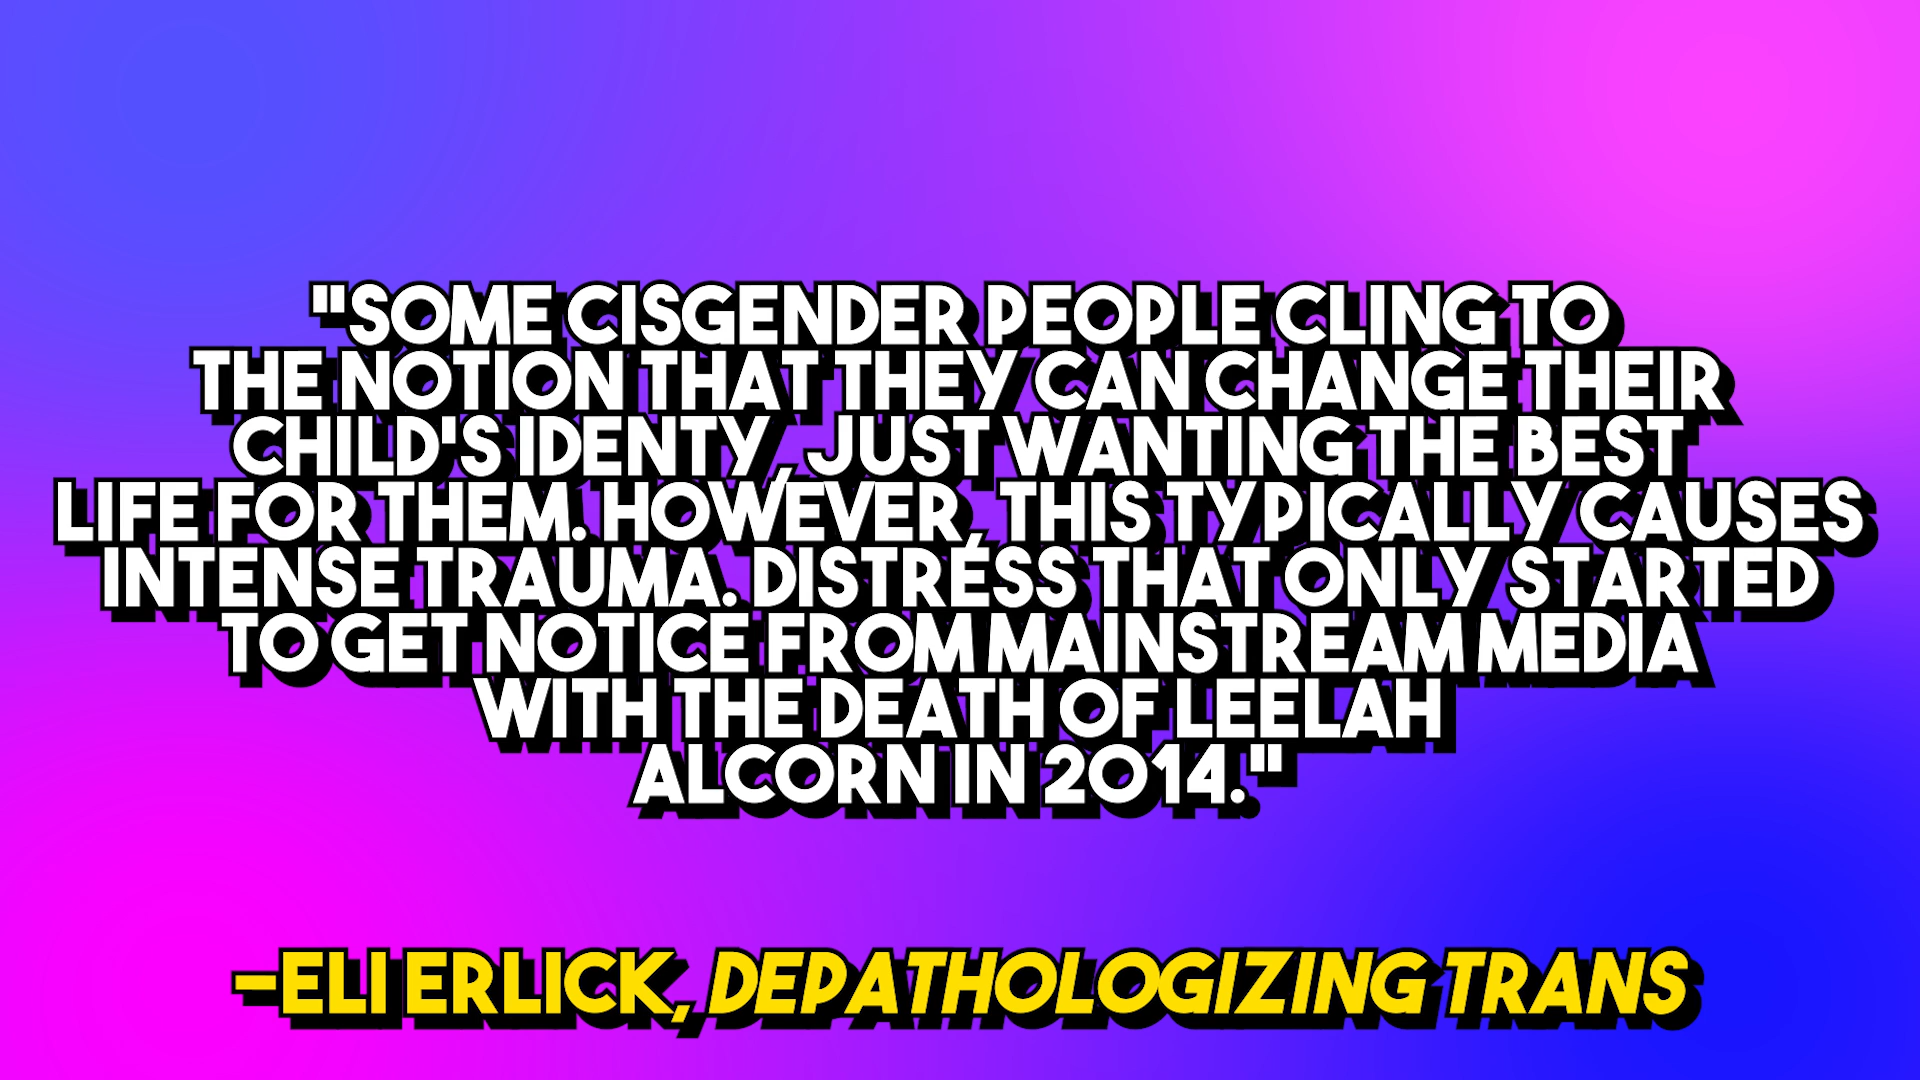 "SOME CISGENDER PEOPLE CLING TO
THE NOTION THAT THEY CAN CHANGE THEIR
CHILD'S IDENTY, JUST WANTING THE BEST
LIFE FOR THEM. HOWEVER, THIS TYPICALLY CAUSES
INTENSE TRAUMA. DISTRESS THAT ONLY STARTED
TO GET NOTICE FROM MAINSTREAM MEDIA
WITH THE DEATH OF LEELAH
ALCORN IN 2014."
-ELI ERLICK, DEPATHOLOGIZING TRANS